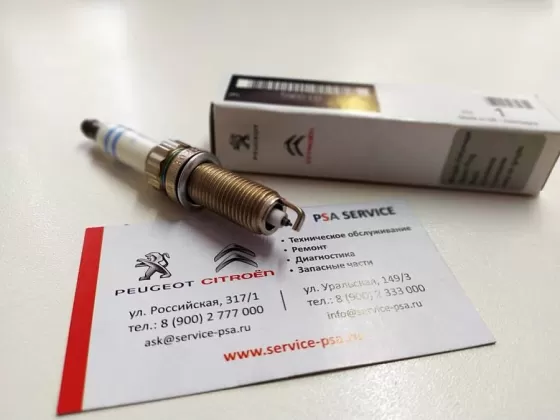 PEUGEOT
CITROËN
1
PSA SERVICE
• Техническое обслуживание
• Ремонт
• Диагностика
• Запасные части
PEUGEOT CITROËN
ул. Российская, 317/1
тел.: 8 (900) 2 777 000
ask@service-psa.ru
ул. Уральская, 149/3
тел.: 8 (900) 2 333 000
info@service-psa.ru
www.service-psa.ru